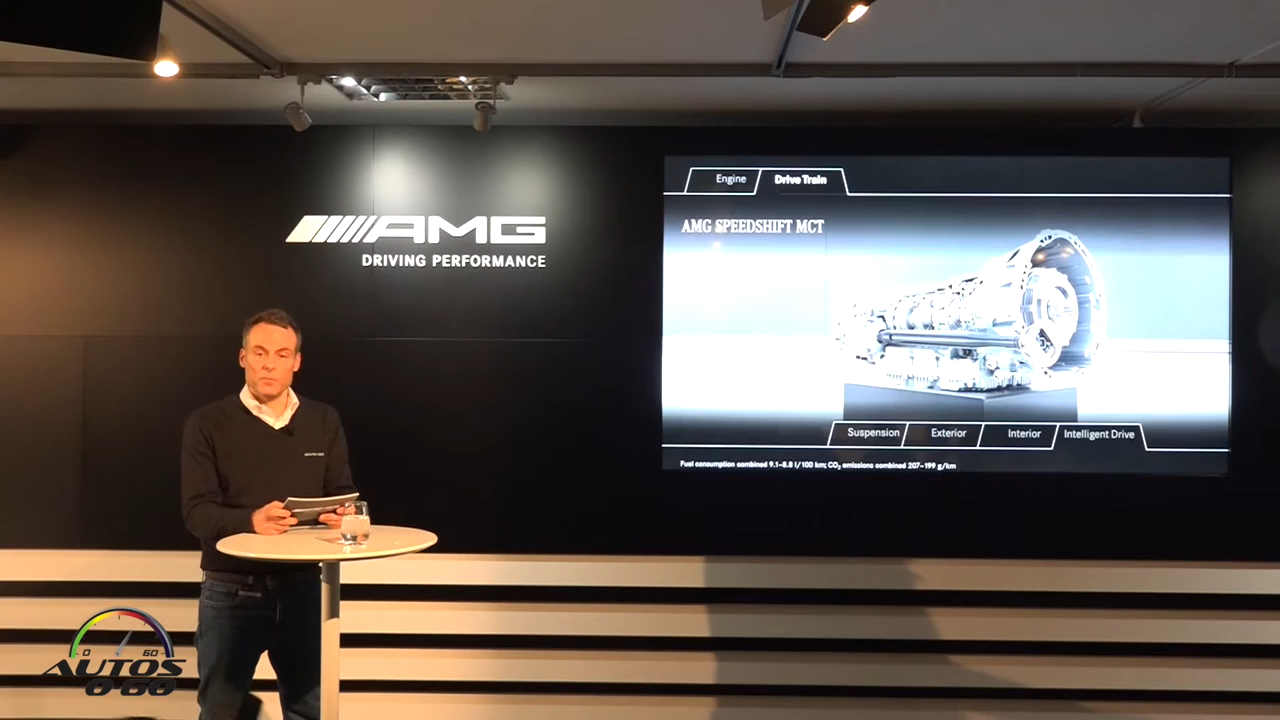 Engine
Drive Train
AMG SPEEDSHIFT MCT
AMG
DRIVING PERFORMANCE
Suspension
Exterior
Interior
Intelligent Drive
Fuel consumption combined 9.1–8.8 l/100 km; CO₂ emissions combined 207–199 g/km
0 60
AUTOS
0-60